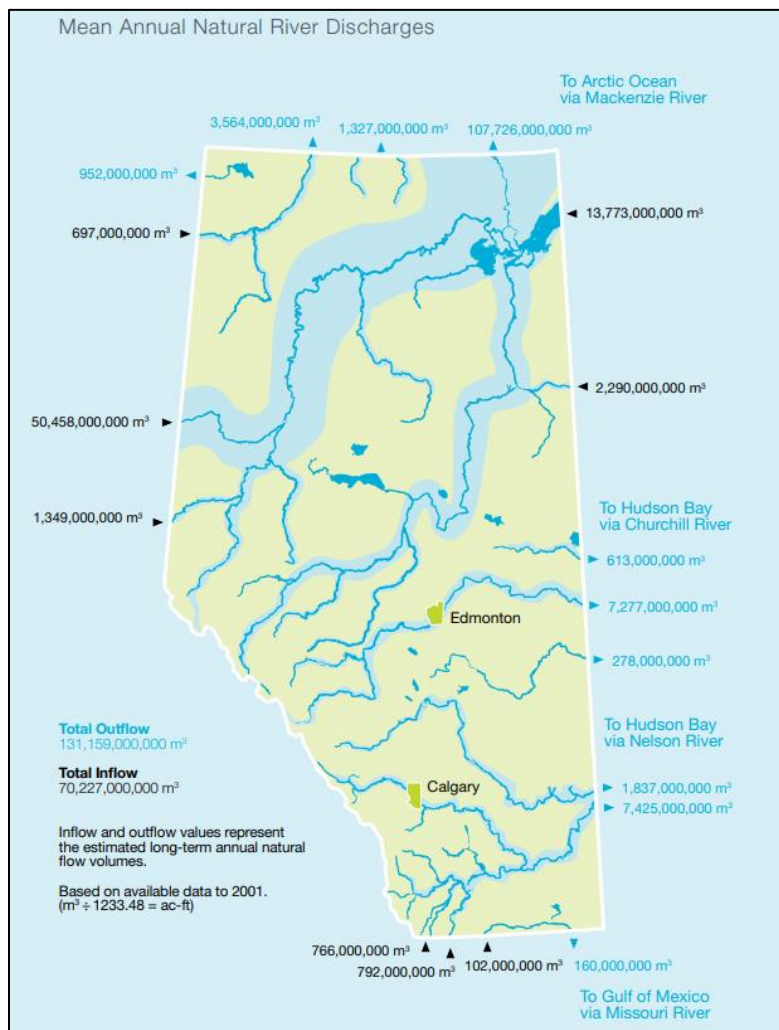 Mean Annual Natural River Discharges
To Arctic Ocean
via Mackenzie River
3,564,000,000 m³
1,327,000,000 m³
107,726,000,000 m³
952,000,000 m³
697,000,000 m³
13,773,000,000 m³
2,290,000,000 m³
50,458,000,000 m³
1,349,000,000 m³
To Hudson Bay
via Churchill River
613,000,000 m³
7,277,000,000 m³
Edmonton
278,000,000 m³
Total Outflow
131,159,000,000 m³
To Hudson Bay
via Nelson River
Total Inflow
70,227,000,000 m³
Calgary
1,837,000,000 m³
7,425,000,000 m³
Inflow and outflow values represent
the estimated long-term annual natural
flow volumes.
Based on available data to 2001.
(m³ ÷ 1233.48 = ac-ft)
766,000,000 m³
792,000,000 m³
102,000,000 m³
160,000,000 m³
To Gulf of Mexico
via Missouri River